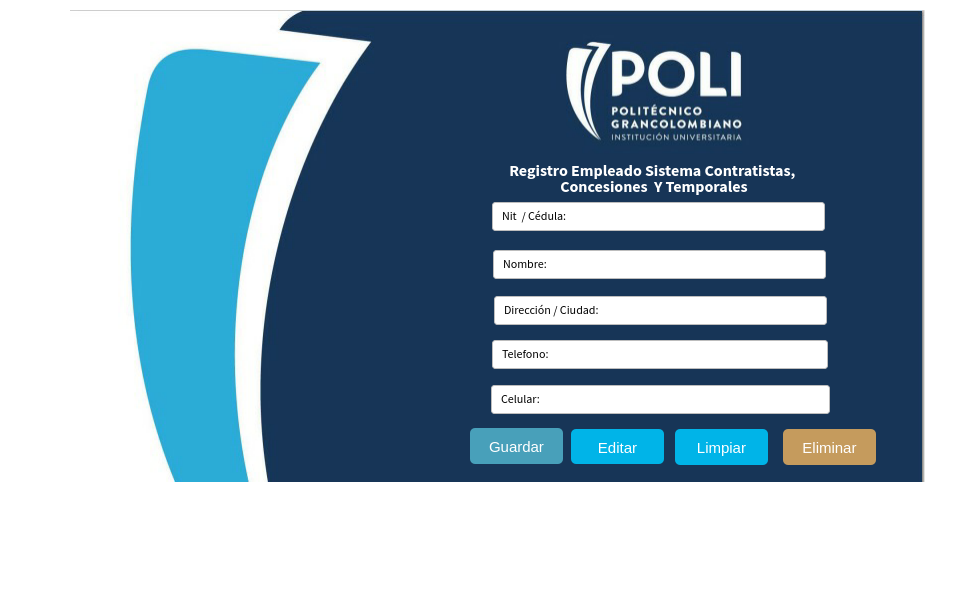 POLI
POLITÉCNICO
GRANCOLOMBIANO
INSTITUCIÓN UNIVERSITARIA
Registro Empleado Sistema Contratistas,
Concesiones Y Temporales
Nit / Cédula:
Nombre:
Dirección / Ciudad:
Telefono:
Celular:
Guardar Editar Limpiar Eliminar